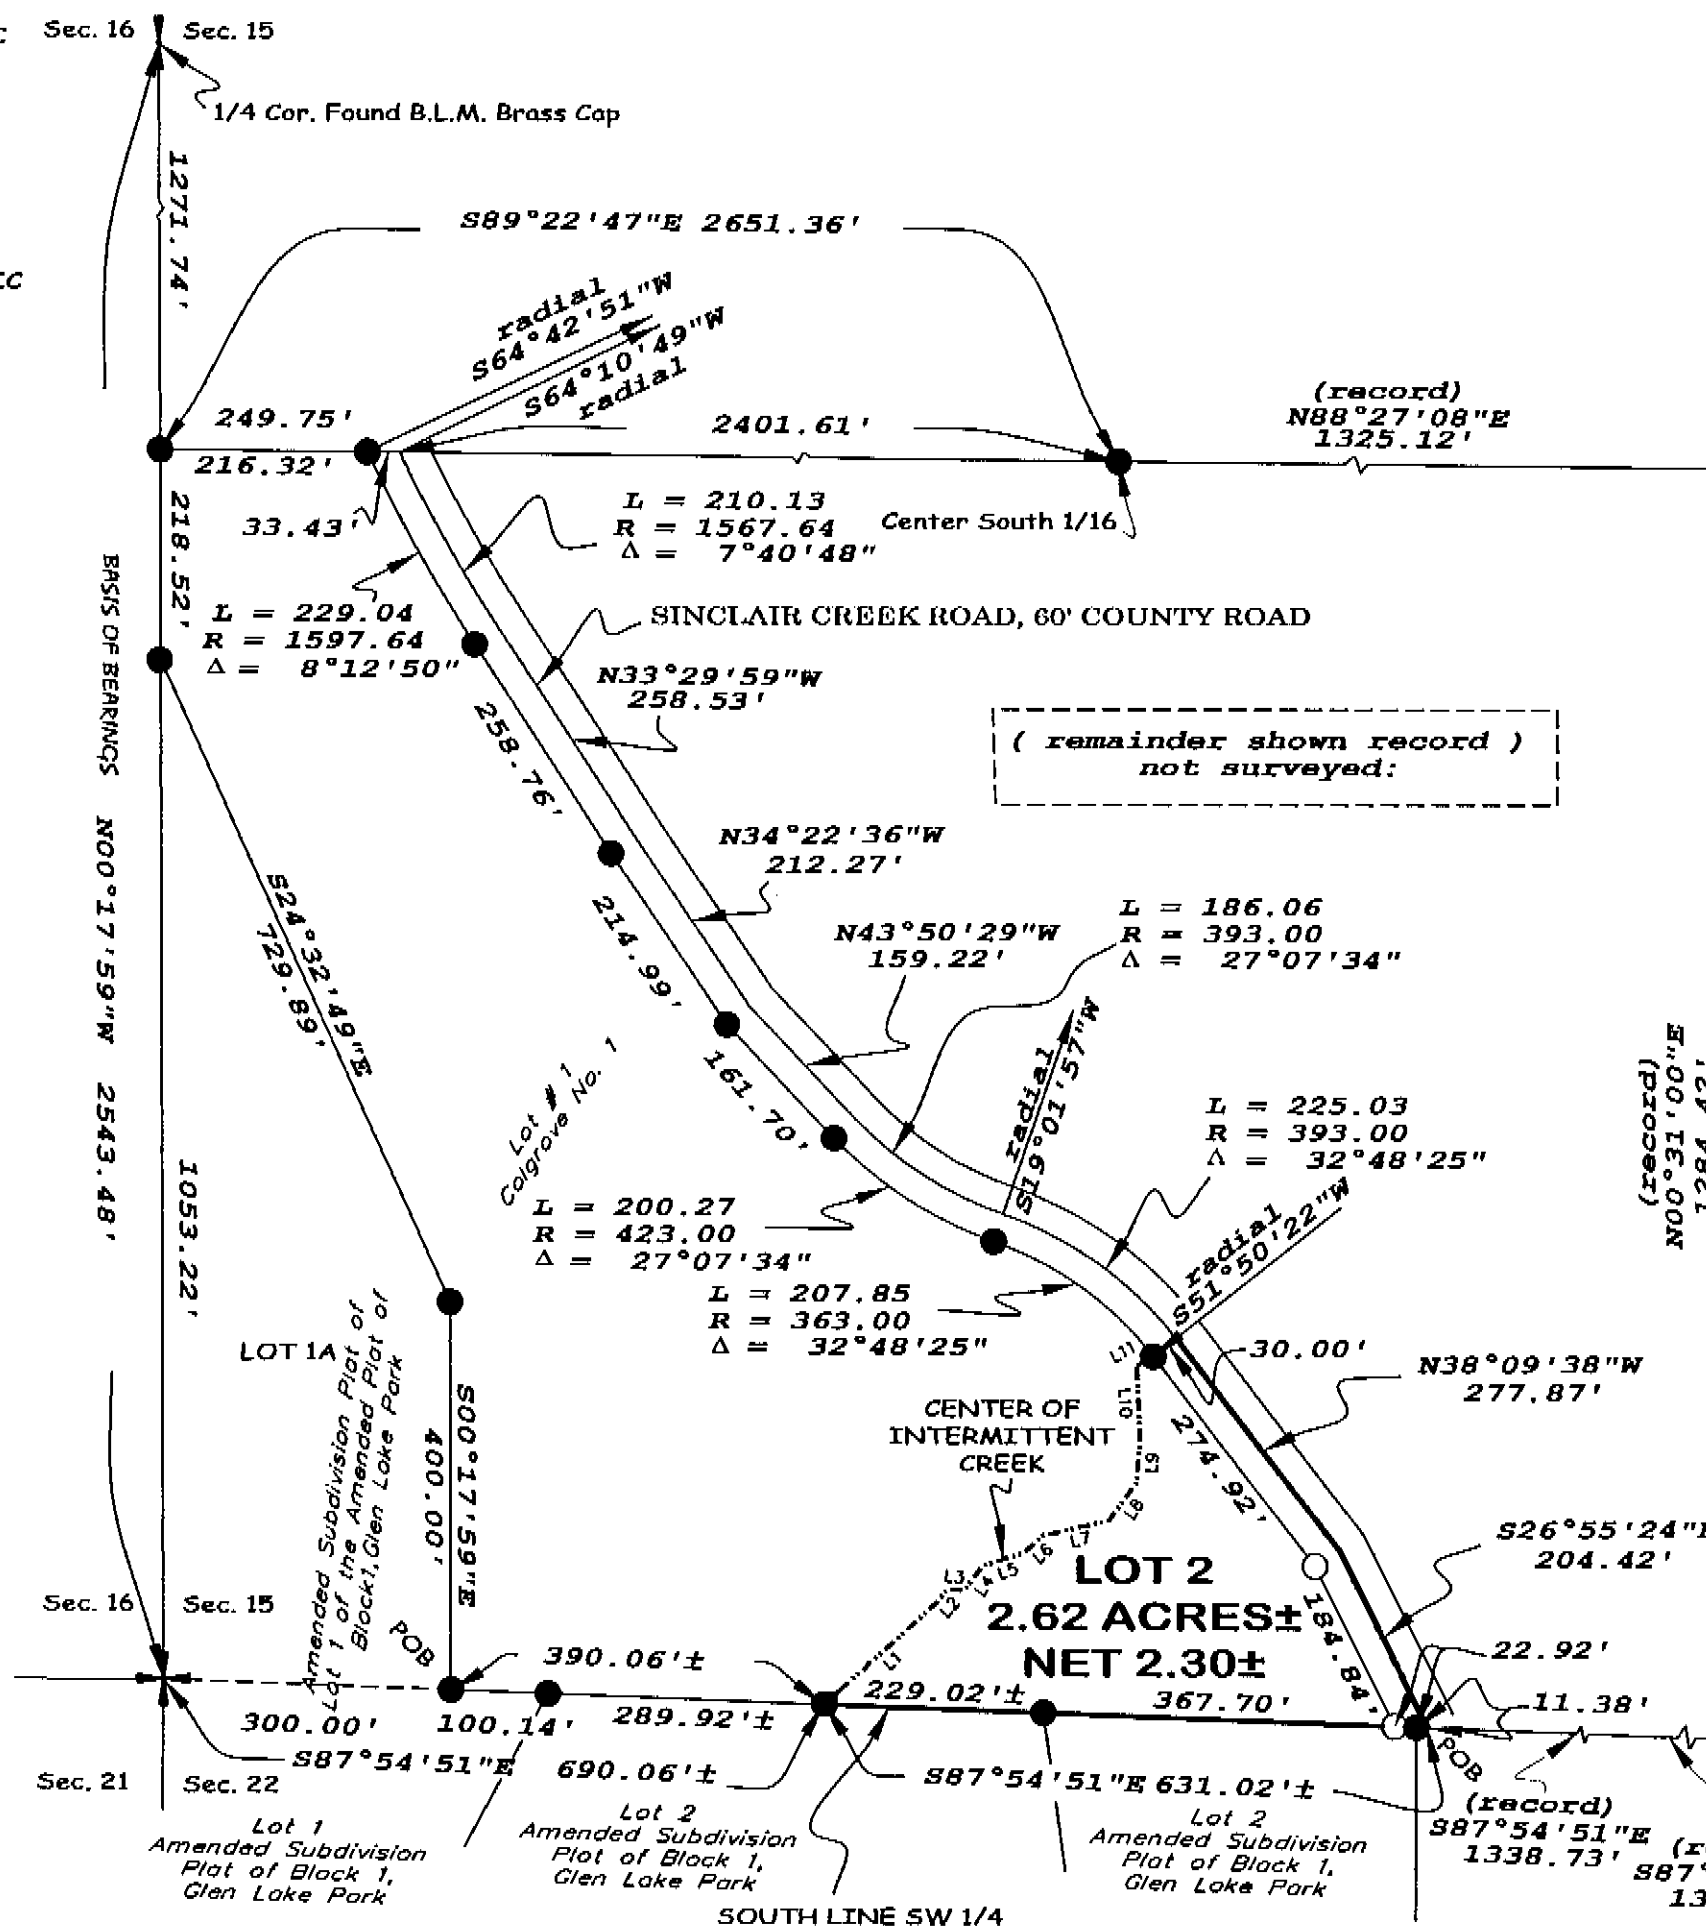 Sec. 16
Sec. 15
1/4 Cor. Found B.L.M. Brass Cap
1271.74'
S89°22'47"E 2651.36'
radial
S64°42'51"W
S64°10'49"W
radial
249.75'
2401.61'
(record)
N88°27'08"E
1325.12'
216.32'
33.43'
218.52'
L = 210.13
R = 1567.64
Δ = 7°40'48"
Center South 1/16
L = 229.04
R = 1597.64
Δ = 8°12'50"
SINCLAIR CREEK ROAD, 60' COUNTY ROAD
N33°29'59"W
258.53'
258.76'
( remainder shown record )
not surveyed:
BASIS OF BEARINGS N00°17'59"W 2543.48'
N34°22'36"W
212.27'
S24°32'49"E
729.89'
214.99'
N43°50'29"W
159.22'
L = 186.06
R = 393.00
Δ = 27°07'34"
161.70'
Lot # 1
Colgrove No. 1
radial
S19°01'57"W
N00°31'00"E
(record)
L = 225.03
R = 393.00
Δ = 32°48'25"
1053.22'
L = 200.27
R = 423.00
Δ = 27°07'34"
radial
S51°50'22"W
L = 207.85
R = 363.00
Δ = 32°48'25"
LOT 1A
Amended Subdivision Plat of
Lot 1 of the Amended Plat of
Block1, Glen Lake Park
S00°17'59"E
400.00'
L11
30.00'
N38°09'38"W
277.87'
L10
CENTER OF
INTERMITTENT
CREEK
274.92'
L9
L8
L7
L6
L5
L4
L3
L2
L1
S26°55'24"E
204.42'
LOT 2
2.62 ACRES±
NET 2.30±
184.84'
Sec. 16
Sec. 15
POB
390.06'±
229.02'±
367.70'
22.92'
11.38'
300.00'
100.14'
289.92'±
S87°54'51"E
690.06'±
S87°54'51"E 631.02'±
POB
Sec. 21
Sec. 22
(record)
S87°54'51"E
1338.73'
S87°
13
Lot 1
Amended Subdivision
Plat of Block 1,
Glen Lake Park
Lot 2
Amended Subdivision
Plat of Block 1,
Glen Lake Park
Lot 2
Amended Subdivision
Plat of Block 1,
Glen Lake Park
SOUTH LINE SW 1/4